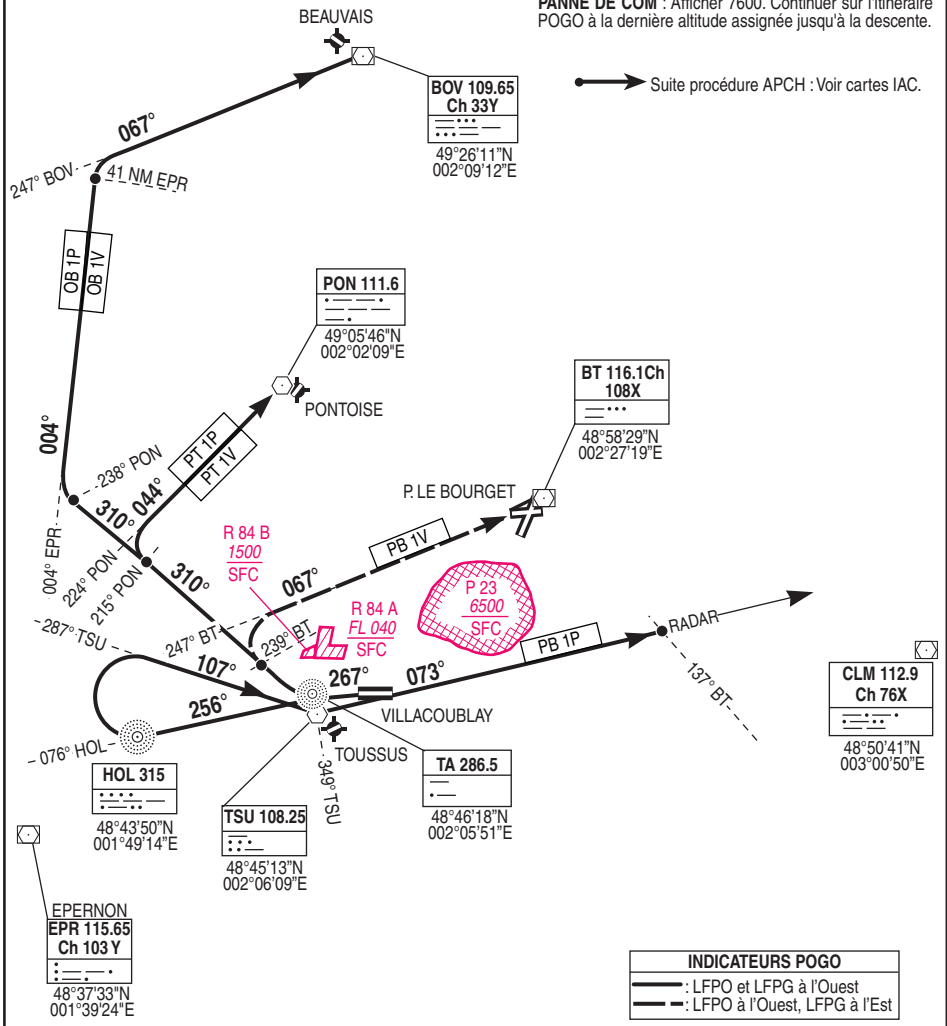 PANNE DE COM : Afficher 7600. Continuer sur l'itinéraire
POGO à la dernière altitude assignée jusqu'à la descente.
Suite procédure APCH : Voir cartes IAC.
BEAUVAIS
BOV 109.65
Ch 33Y
49°26'11"N
002°09'12"E
067°
247° BOV
41 NM EPR
OB 1P
OB 1V
PON 111.6
49°05'46"N
002°02'09"E
PONTOISE
BT 116.1Ch
108X
48°58'29"N
002°27'19"E
P. LE BOURGET
PT 1P
PT 1V
004°
238° PON
310°
044°
004° EPR
224° PON
215° PON
310°
R 84 B
1500
SFC
067°
PB 1V
R 84 A
FL 040
SFC
P 23
6500
SFC
287° TSU
247° BT
239° BT
107°
267°
073°
PB 1P
RADAR
137° BT
256°
VILLACOUBLAY
CLM 112.9
Ch 76X
48°50'41"N
003°00'50"E
076° HOL
TOUSSUS
349° TSU
HOL 315
48°43'50"N
001°49'14"E
TSU 108.25
48°45'13"N
002°06'09"E
TA 286.5
48°46'18"N
002°05'51"E
EPERNON
EPR 115.65
Ch 103 Y
48°37'33"N
001°39'24"E
INDICATEURS POGO
: LFPO et LFPG à l'Ouest
: LFPO à l'Ouest, LFPG à l'Est